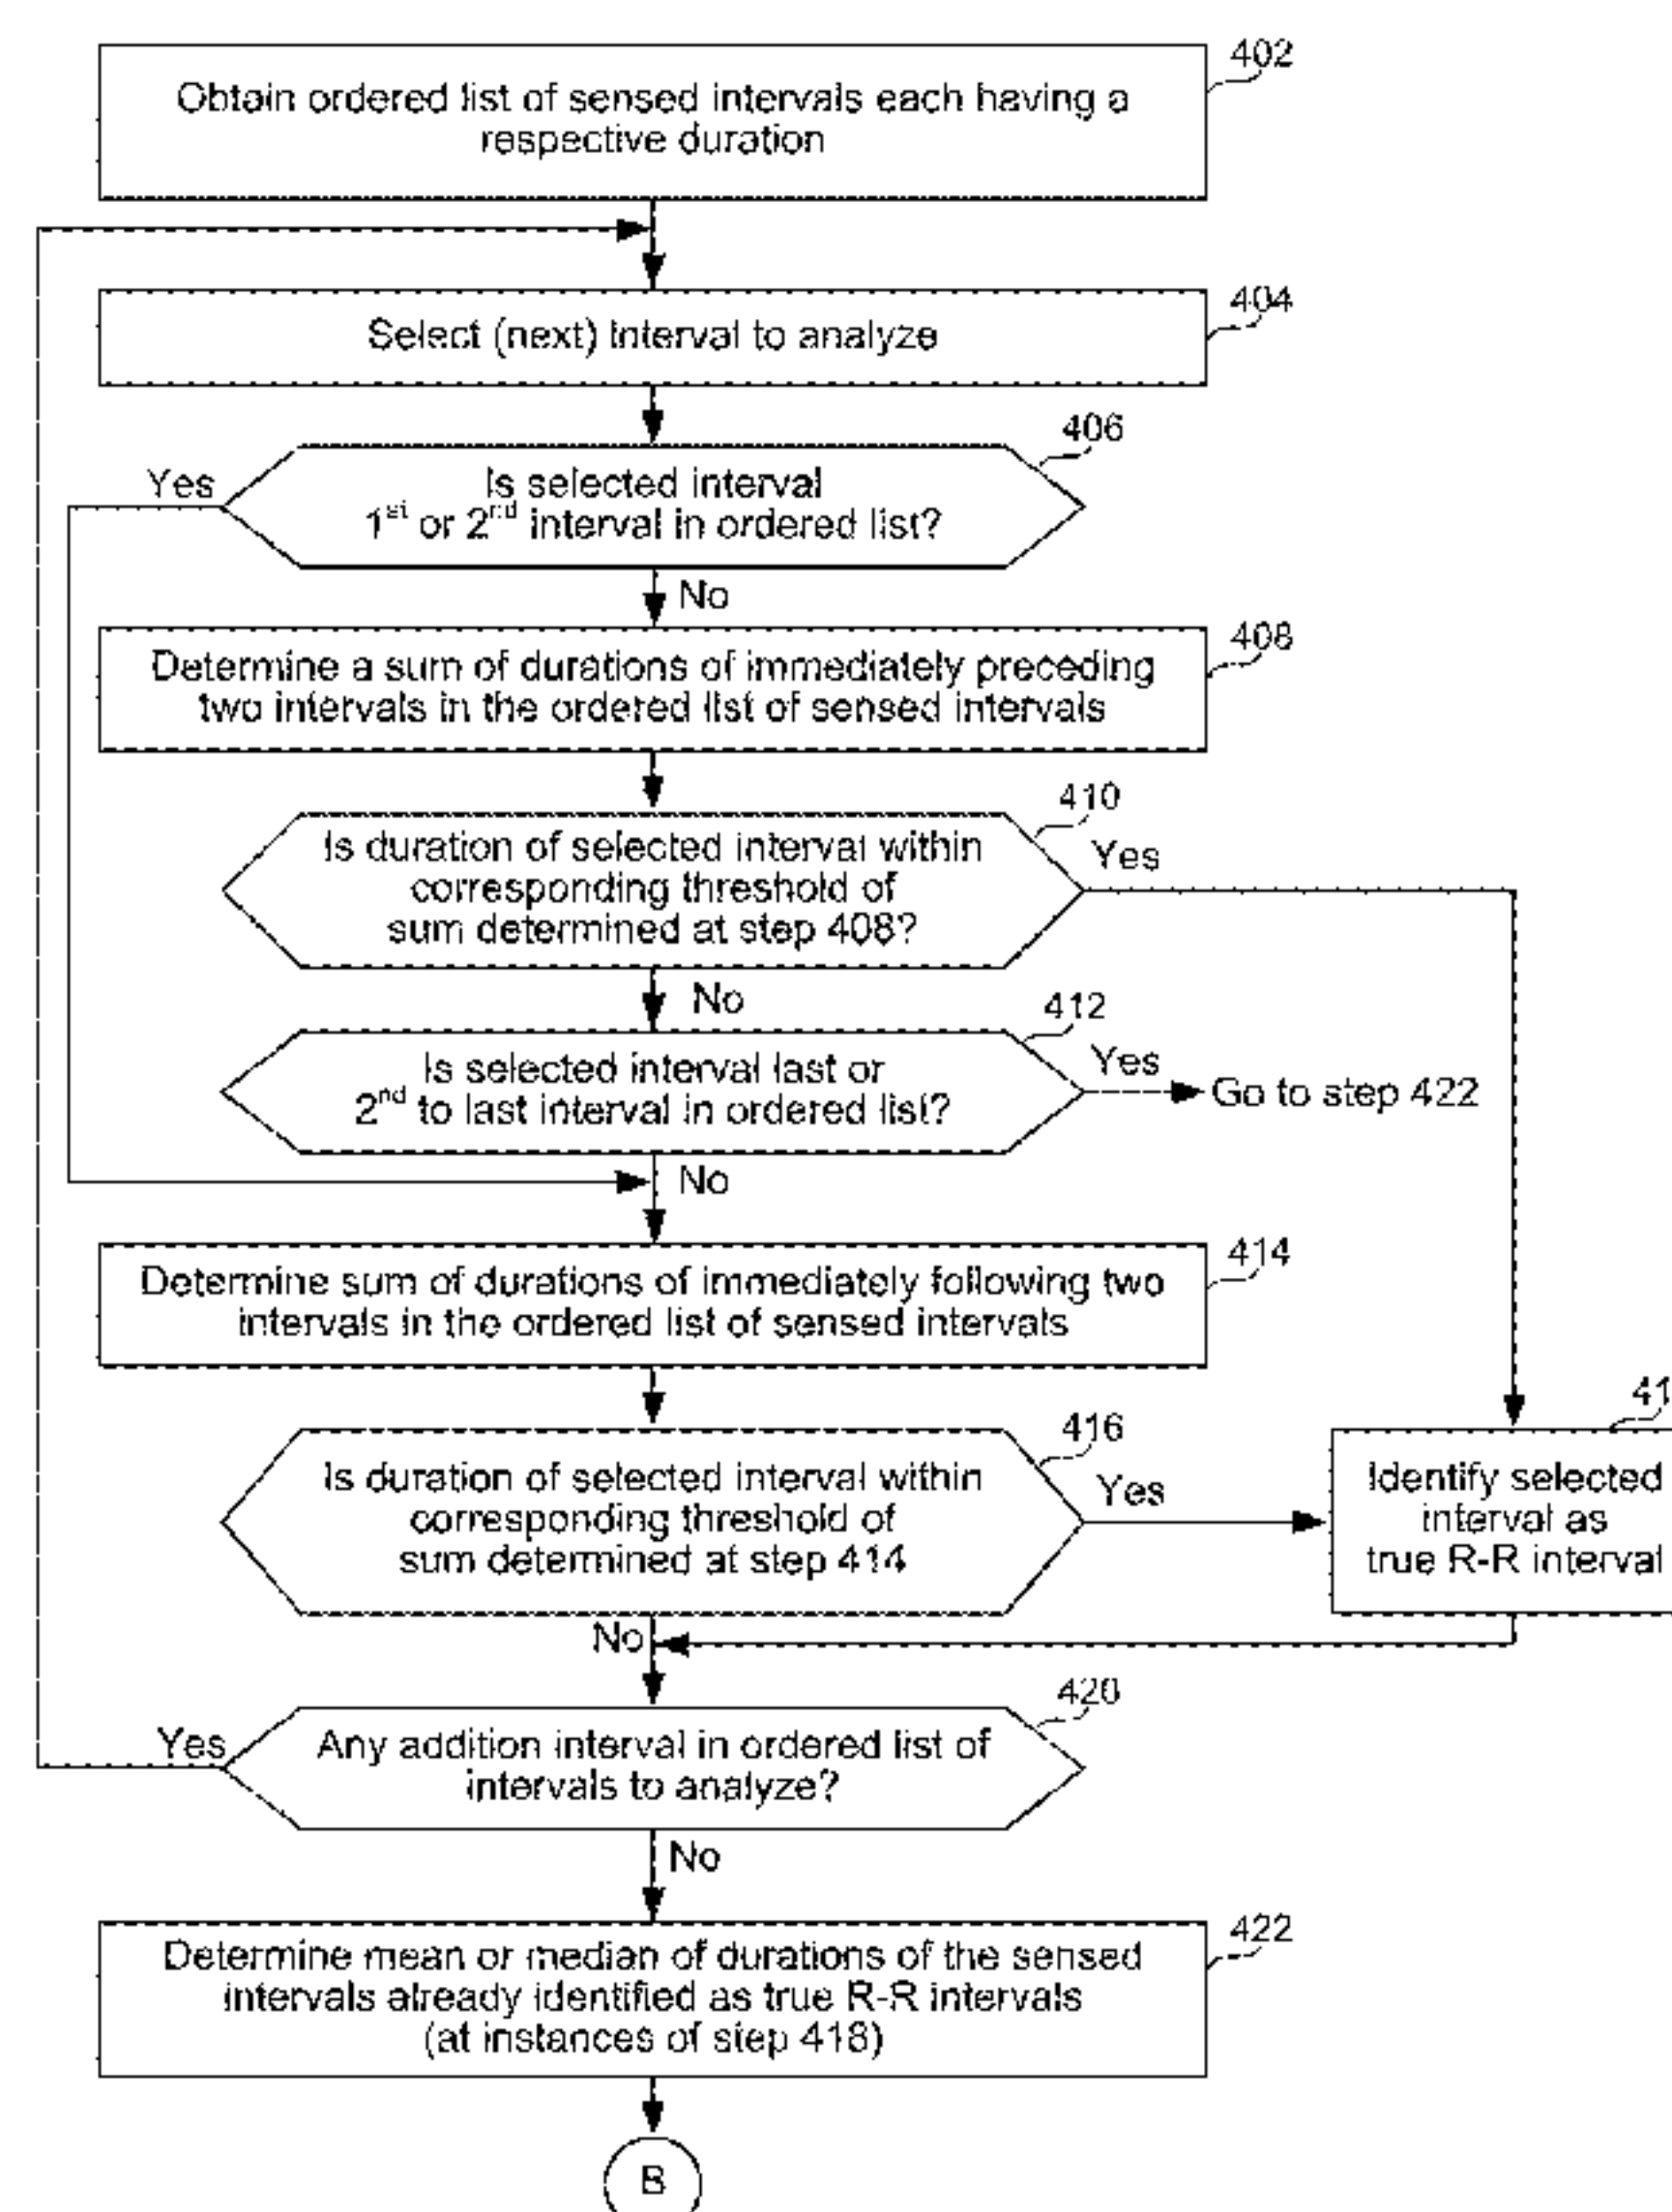 402
Obtain ordered list of sensed intervals each having a
respective duration
404
Select (next) interval to analyze
406
Yes
Is selected interval
1st or 2nd interval in ordered list?
No
408
Determine a sum of durations of immediately preceding
two intervals in the ordered list of sensed intervals
410
Is duration of selected interval within
corresponding threshold of
sum determined at step 408?
Yes
No
412
Is selected interval last or
2nd to last interval in ordered list?
Yes
Go to step 422
No
414
Determine sum of durations of immediately following two
intervals in the ordered list of sensed intervals
416
Is duration of selected interval within
corresponding threshold of
sum determined at step 414
Yes
41
Identify selected
interval as
true R-R interval
No
420
Yes
Any addition interval in ordered list of
intervals to analyze?
No
422
Determine mean or median of durations of the sensed
intervals already identified as true R-R intervals
(at instances of step 418)
B